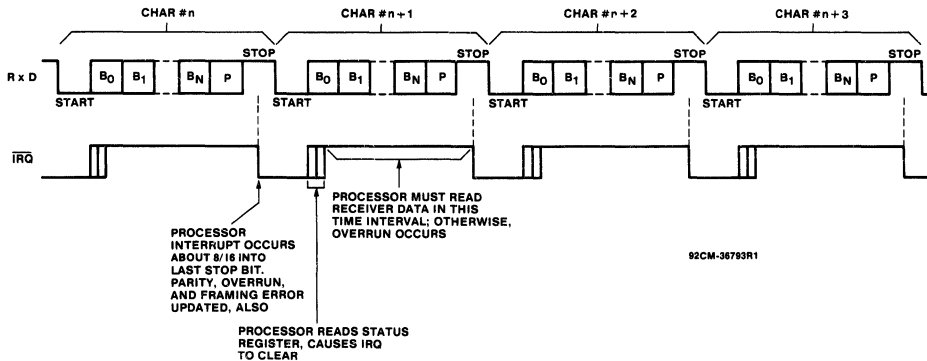 CHAR #n CHAR #n+1 CHAR #n+2 CHAR #n+3
STOP STOP STOP STOP
R x D B0 B1 BN P B0 B1 BN P B0 B1 BN P B0 B1 BN P
START START START START
IRQ
PROCESSOR
INTERRUPT OCCURS
ABOUT 8/16 INTO
LAST STOP BIT.
PARITY, OVERRUN,
AND FRAMING ERROR
UPDATED, ALSO
PROCESSOR MUST READ
RECEIVER DATA IN THIS
TIME INTERVAL; OTHERWISE,
OVERRUN OCCURS
92CM-36793R1
PROCESSOR READS STATUS
REGISTER, CAUSES IRQ
TO CLEAR